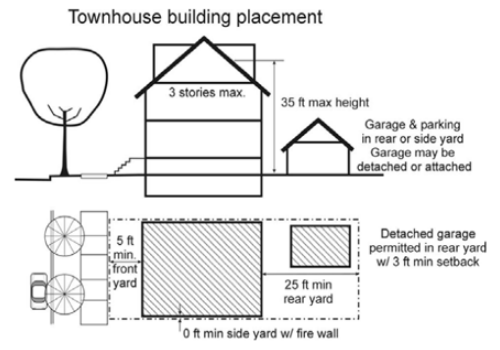 Townhouse building placement
3 stories max.
35 ft max height
Garage & parking
in rear or side yard
Garage may be
detached or attached
5 ft
min.
front
yard
25 ft min
rear yard
Detached garage
permitted in rear yard
w/ 3 ft min setback
0 ft min side yard w/ fire wall